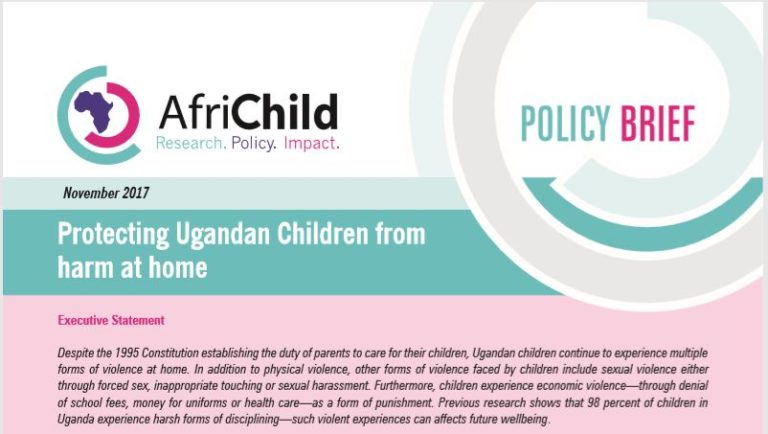 AfriChild
Research. Policy. Impact.
POLICY BRIEF
November 2017
Protecting Ugandan Children from
harm at home
Executive Statement
Despite the 1995 Constitution establishing the duty of parents to care for their children, Ugandan children continue to experience multiple
forms of violence at home. In addition to physical violence, other forms of violence faced by children include sexual violence either
through forced sex, inappropriate touching or sexual harassment. Furthermore, children experience economic violence—through denial
of school fees, money for uniforms or health care—as a form of punishment. Previous research shows that 98 percent of children in
Uganda experience harsh forms of disciplining—such violent experiences can affects future wellbeing.